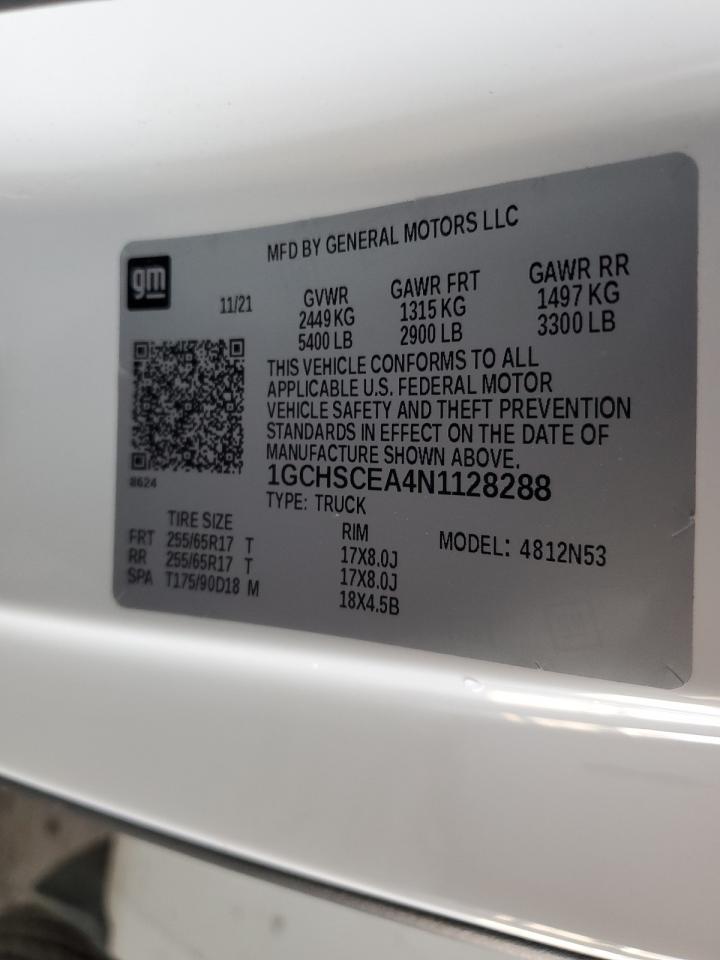 MFD BY GENERAL MOTORS LLC
gm
11/21
GVWR GAWR FRT GAWR RR
2449 KG 1315 KG 1497 KG
5400 LB 2900 LB 3300 LB
THIS VEHICLE CONFORMS TO ALL
APPLICABLE U.S. FEDERAL MOTOR
VEHICLE SAFETY AND THEFT PREVENTION
STANDARDS IN EFFECT ON THE DATE OF
MANUFACTURE SHOWN ABOVE.
8624
1GCHSCEA4N1128288
TYPE: TRUCK
TIRE SIZE RIM MODEL: 4812N53
FRT 255/65R17 T 17X8.0J
RR 255/65R17 T 17X8.0J
SPA T175/90D18 M 18X4.5B